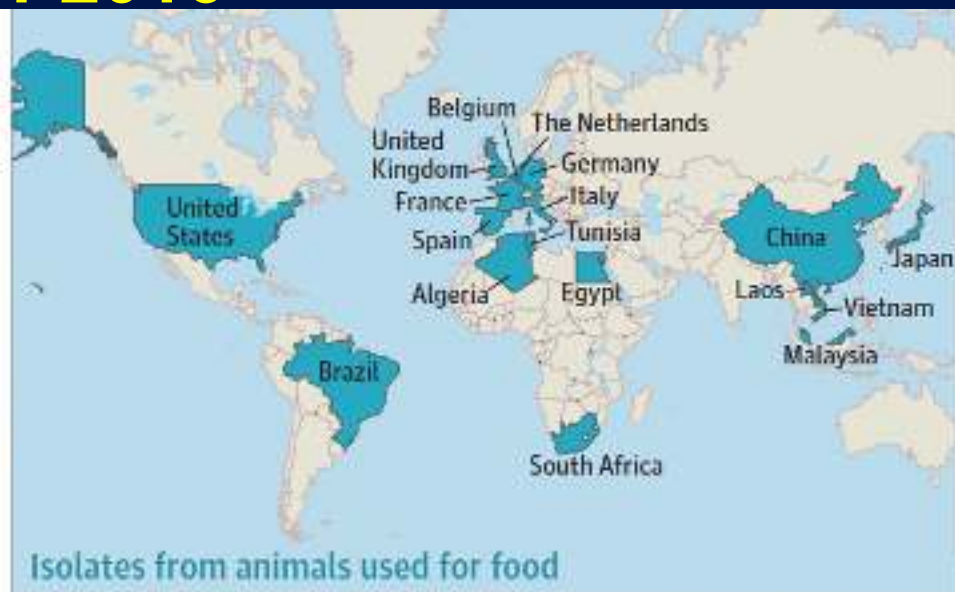 Belgium
The Netherlands
United
Kingdom
Germany
France
Italy
United
States
Spain
Tunisia
China
Japan
Algeria
Egypt
Laos
Vietnam
Malaysia
Brazil
South Africa
Isolates from animals used for food